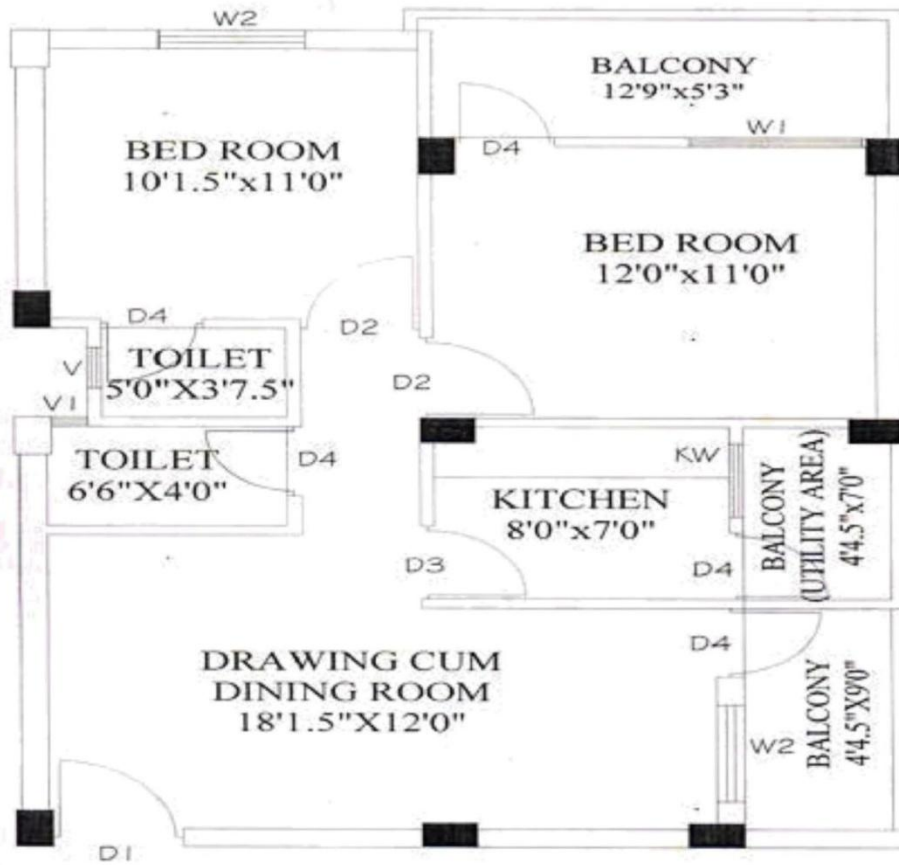 W2
BALCONY
12'9"x5'3"
W1
D4
BED ROOM
10'1.5"x11'0"
BED ROOM
12'0"x11'0"
D4
D2
TOILET
5'0"X3'7.5"
V
D2
V1
TOILET
6'6"X4'0"
D4
KW
KITCHEN
8'0"x7'0"
BALCONY
(UTILITY AREA)
4'4.5"x7'0"
D3
D4
D4
DRAWING CUM
DINING ROOM
18'1.5"X12'0"
BALCONY
4'4.5"X9'0"
W2
D1